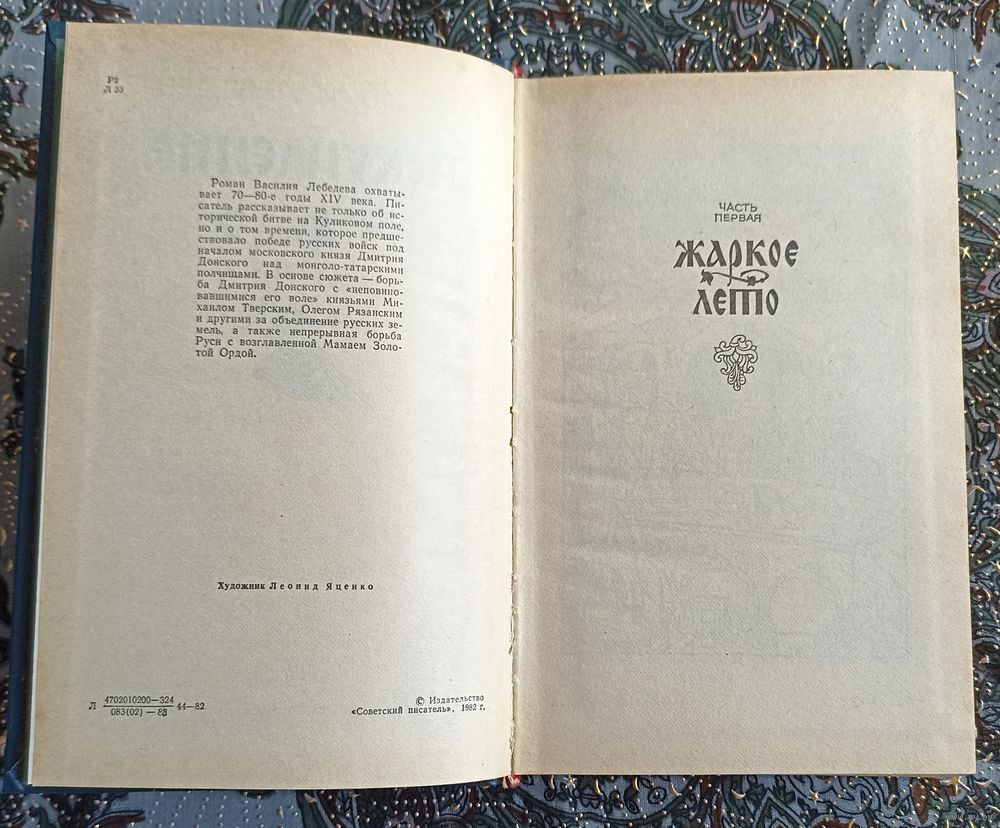 Р2
Л 33
Роман Василия Лебедева охваты-
вает 70—80-е годы XIV века. Пи-
сатель рассказывает не только об ис-
торической битве на Куликовом поле,
но и о том времени, которое предше-
ствовало победе русских войск под
началом московского князя Дмитрия
Донского над монголо-татарскими
полчищами. В основе сюжета — борь-
ба Дмитрия Донского с «неповино-
вавшимися его воле» князьями Ми-
хаилом Тверским, Олегом Рязанским
и другими за объединение русских зе-
мель, а также непрерывная борьба
Руси с возглавленной Мамаем Золо-
той Ордой.
Художник Леонид Яценко
Л 4702010200—324 44—82
083(02) — 83
© Издательство
«Советский писатель», 1982 г.
ЧАСТЬ
ПЕРВАЯ
ЖАРКОЕ
ЛЕТО